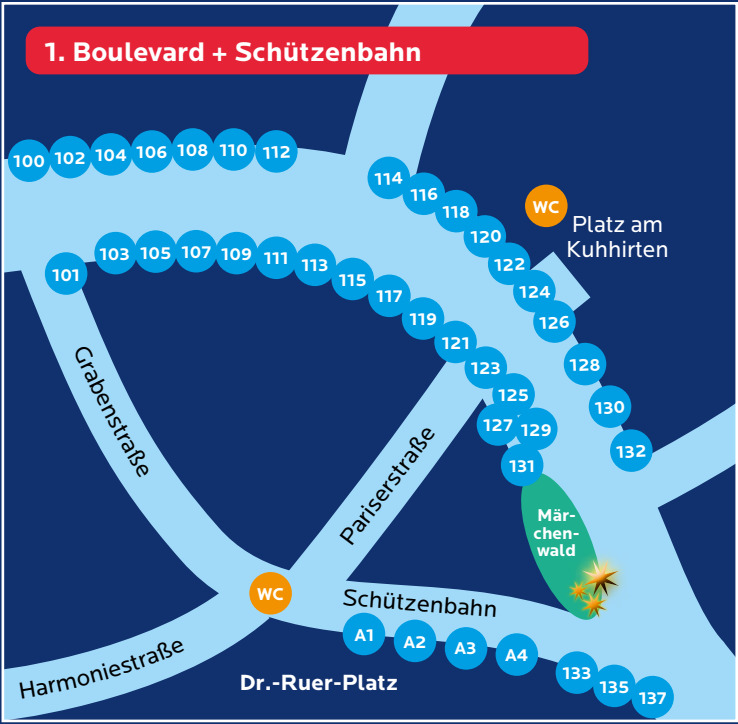 1. Boulevard + Schützenbahn
100 102 104 106 108 110 112
114
116
118
120
122
124
126
128
130
132
WC
Platz am
Kuhhirten
101
103 105 107 109 111 113
115
117
119
121
123
125
127 129
131
Grabenstraße
Pariserstraße
Mär-
chen-
wald
WC
Schützenbahn
A1 A2 A3 A4
133 135 137
Harmoniestraße
Dr.-Ruer-Platz